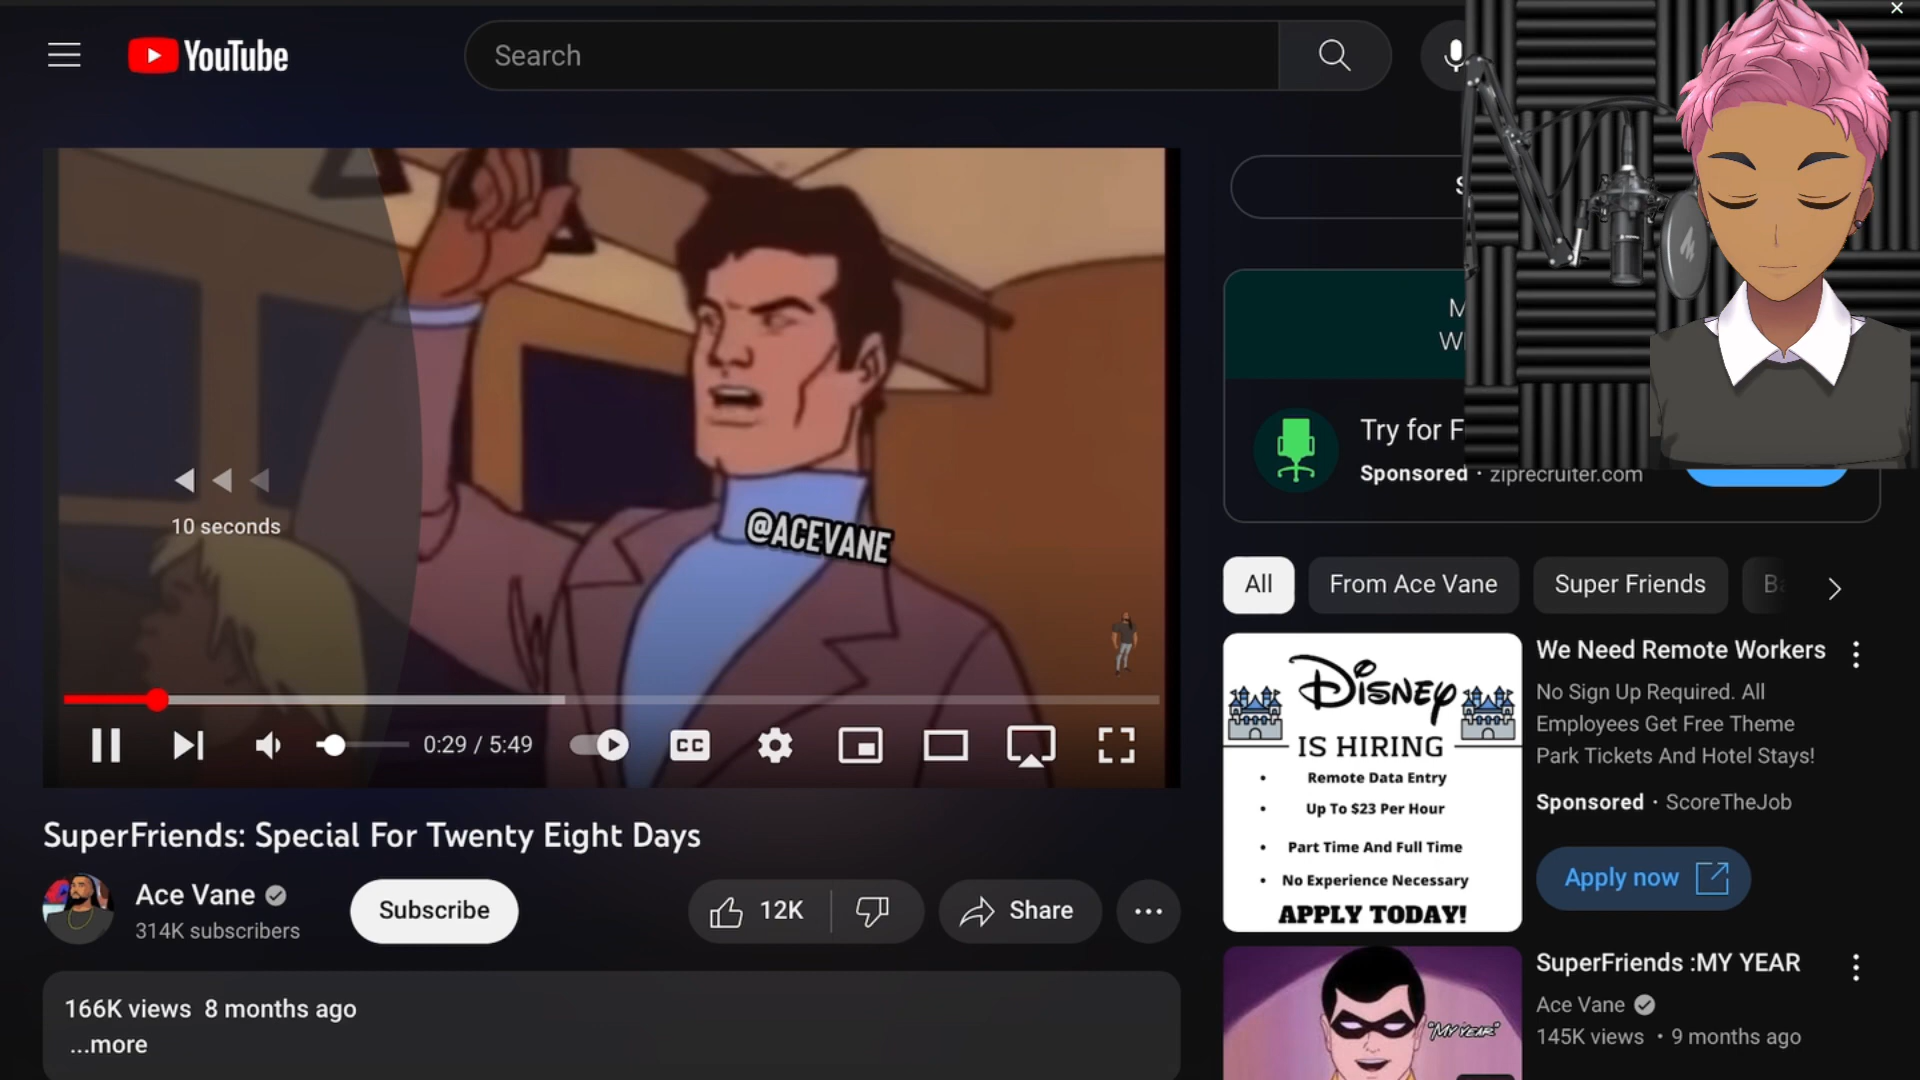 YouTube
Search
10 seconds
@ACEVANE
0:29 / 5:49
CC
SuperFriends: Special For Twenty Eight Days
Ace Vane
314K subscribers
Subscribe
12K
Share
166K views 8 months ago
...more
Try for F
Sponsored · ziprecruiter.com
All
From Ace Vane
Super Friends
Disney
IS HIRING
• Remote Data Entry
• Up To $23 Per Hour
• Part Time And Full Time
• No Experience Necessary
APPLY TODAY!
We Need Remote Workers
No Sign Up Required. All
Employees Get Free Theme
Park Tickets And Hotel Stays!
Sponsored · ScoreTheJob
Apply now
"MY YEAR"
SuperFriends :MY YEAR
Ace Vane
145K views • 9 months ago